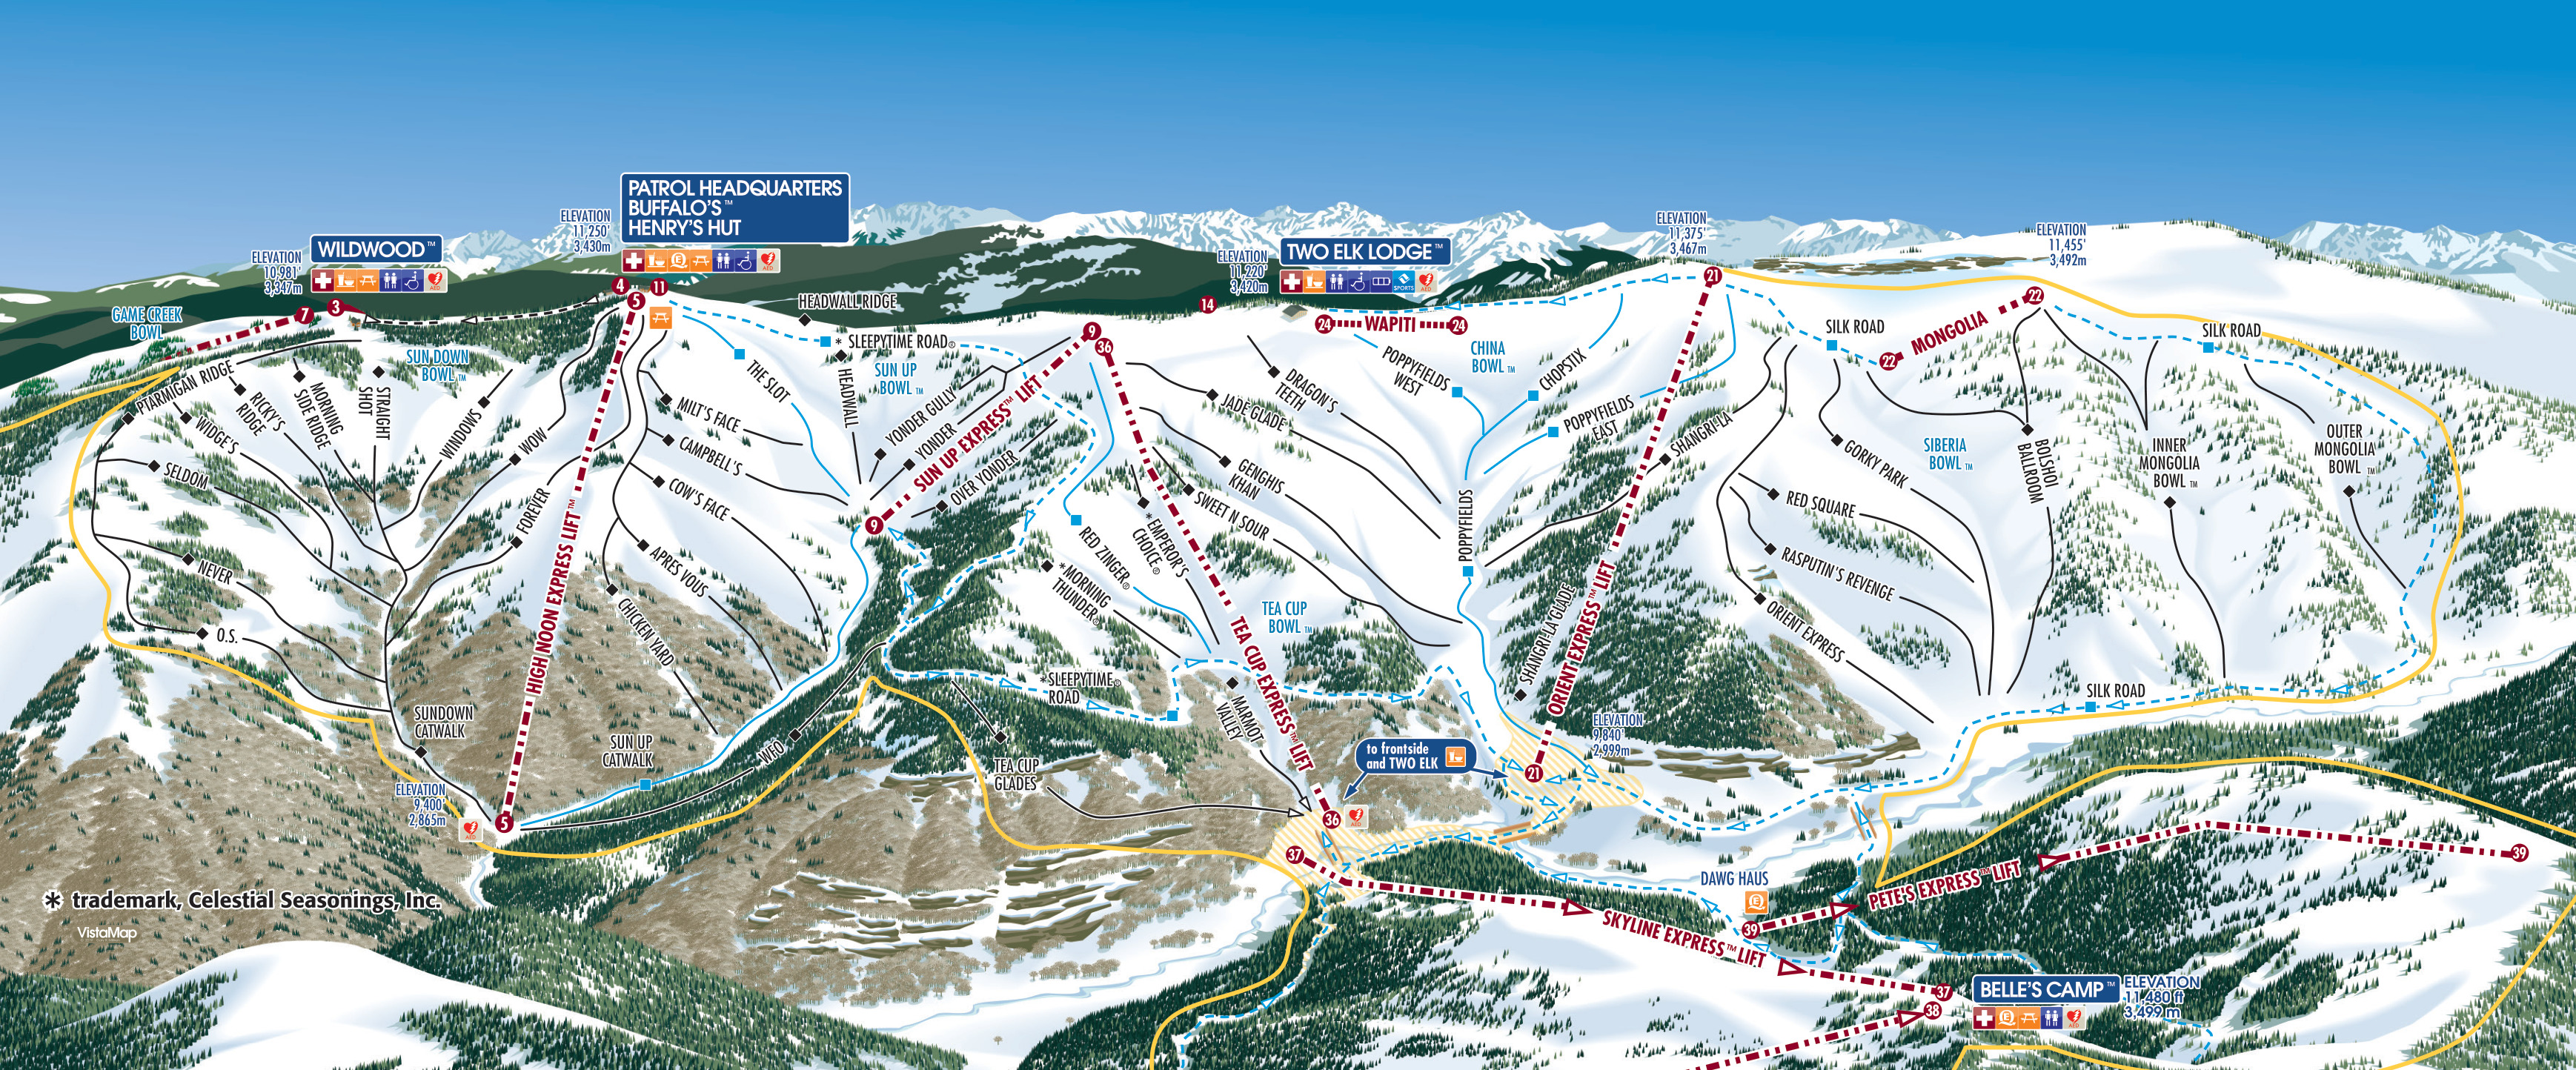 PATROL HEADQUARTERS
BUFFALO'S™
HENRY'S HUT
ELEVATION
11,250'
3,430m
WILDWOOD™
ELEVATION
10,981'
3,347m
AED
AED
TWO ELK LODGE™
ELEVATION
11,220'
3,420m
SPORTS
AED
ELEVATION
11,375'
3,467m
ELEVATION
11,455'
3,492m
GAME CREEK
BOWL
7
3
4
5
11
HEADWALL RIDGE
14
24
WAPITI
24
21
22
MONGOLIA
22
SILK ROAD
SILK ROAD
9
36
* SLEEPYTIME ROAD®
SUN DOWN
BOWL™
SUN UP
BOWL™
CHINA
BOWL™
SIBERIA
BOWL™
INNER
MONGOLIA
BOWL™
OUTER
MONGOLIA
BOWL™
TEA CUP
BOWL™
PTARMIGAN RIDGE
WIDGE'S
RICKY'S
RIDGE
MORNING
SIDE RIDGE
STRAIGHT
SHOT
WINDOWS
WOW
SELDOM
NEVER
O.S.
FOREVER
HIGH NOON EXPRESS LIFT™
THE SLOT
MILT'S FACE
CAMPBELL'S
COW'S FACE
APRES VOUS
CHICKEN YARD
HEADWALL
YONDER GULLY
YONDER
SUN UP EXPRESS™ LIFT
OVER YONDER
9
RED ZINGER®
*EMPEROR'S
CHOICE®
*MORNING
THUNDER®
SWEET N SOUR
GENGHIS
KHAN
JADE GLADE
DRAGON'S
TEETH
POPPYFIELDS
WEST
CHOPSTIX
POPPYFIELDS
EAST
POPPYFIELDS
SHANGRI-LA
SHANGRI-LA GLADE
ORIENT EXPRESS™ LIFT
GORKY PARK
RED SQUARE
RASPUTIN'S REVENGE
ORIENT EXPRESS
BOLSHOI
BALLROOM
TEA CUP EXPRESS™ LIFT
*SLEEPYTIME®
ROAD
MARMOT
VALLEY
SILK ROAD
SUNDOWN
CATWALK
SUN UP
CATWALK
WFO
TEA CUP
GLADES
to frontside
and TWO ELK
ELEVATION
9,840'
2,999m
21
ELEVATION
9,400'
2,865m
AED
5
36
AED
37
SKYLINE EXPRESS™ LIFT
DAWG HAUS
39
PETE'S EXPRESS™ LIFT
39
37
38
BELLE'S CAMP™
ELEVATION
11,480 ft
3,499 m
AED
* trademark, Celestial Seasonings, Inc.
VistaMap